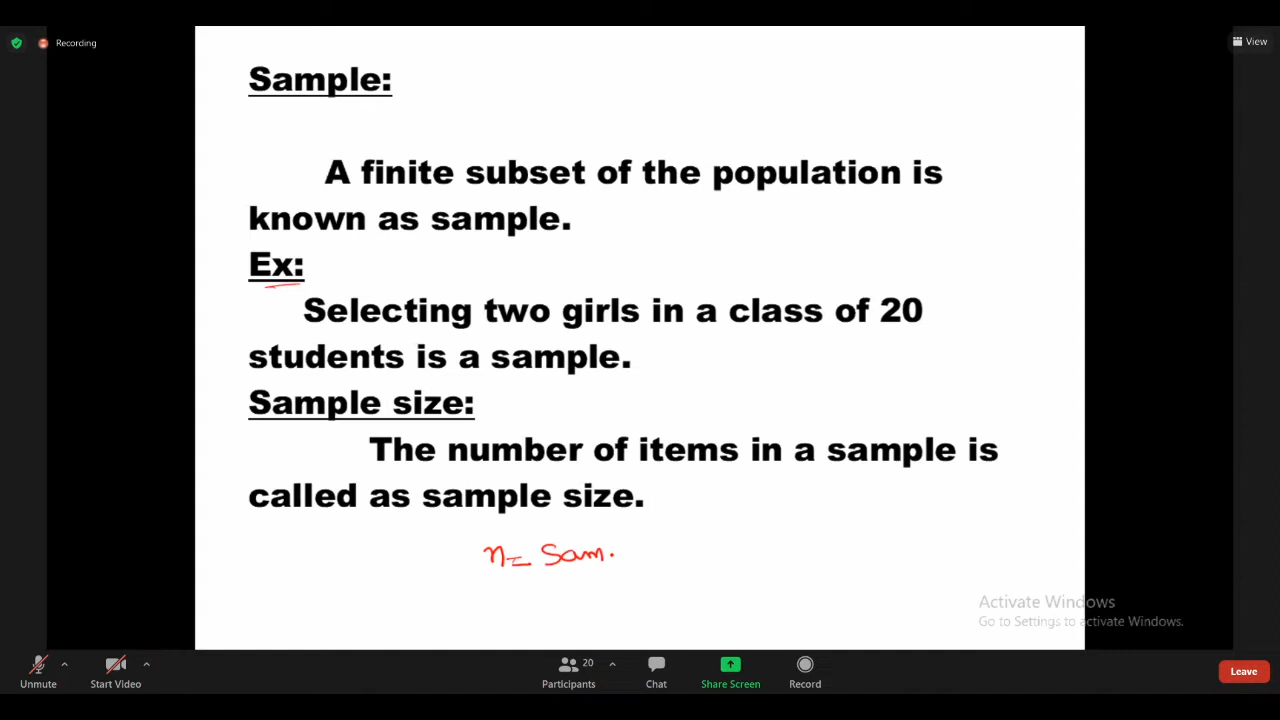 Recording
View
Sample:
A finite subset of the population is
known as sample.
Ex:
Selecting two girls in a class of 20
students is a sample.
Sample size:
The number of items in a sample is
called as sample size.
n= Sam.
Activate Windows
Go to Settings to activate Windows.
Unmute
Start Video
20
Participants
Chat
Share Screen
Record
Leave